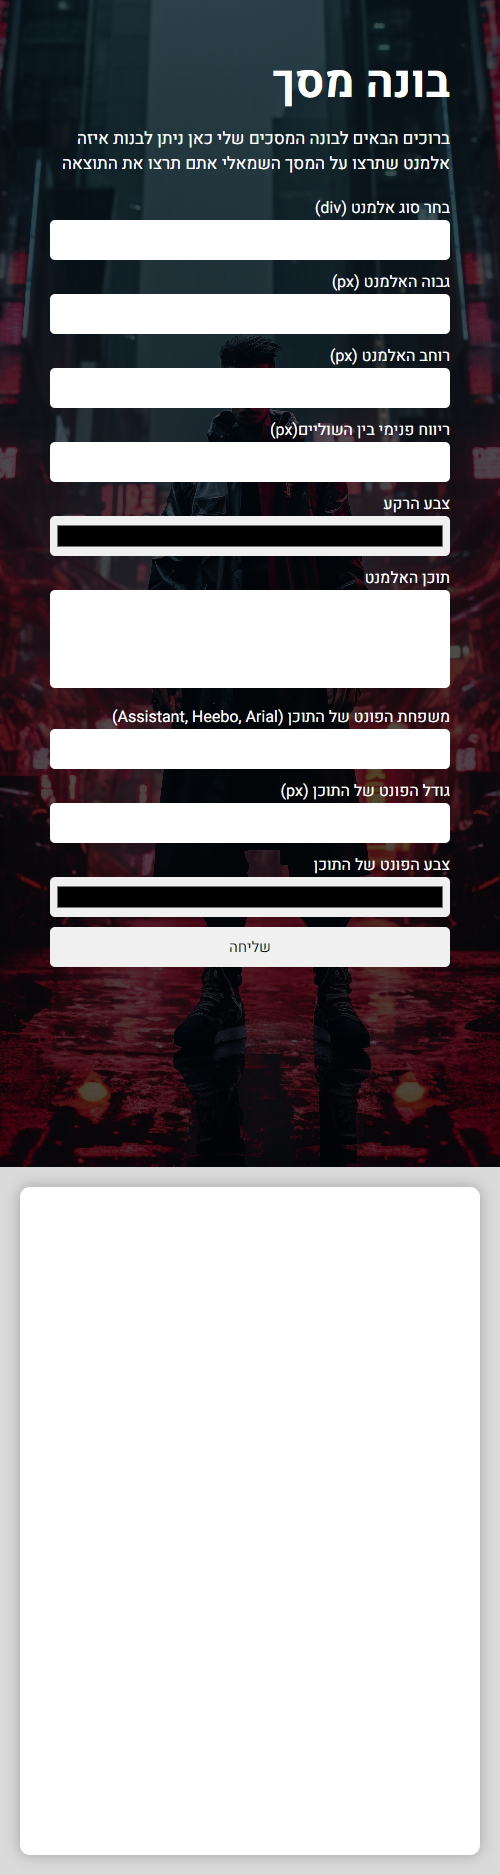 בונה מסך
ברוכים הבאים לבונה המסכים שלי כאן ניתן לבנות איזה
אלמנט שתרצו על המסך השמאלי אתם תרצו את התוצאה
בחר סוג אלמנט (div)
גבוה האלמנט (px)
רוחב האלמנט (px)
ריווח פנימי בין השוליים(px)
צבע הרקע
תוכן האלמנט
משפחת הפונט של התוכן (Assistant, Heebo, Arial)
גודל הפונט של התוכן (px)
צבע הפונט של התוכן
שליחה